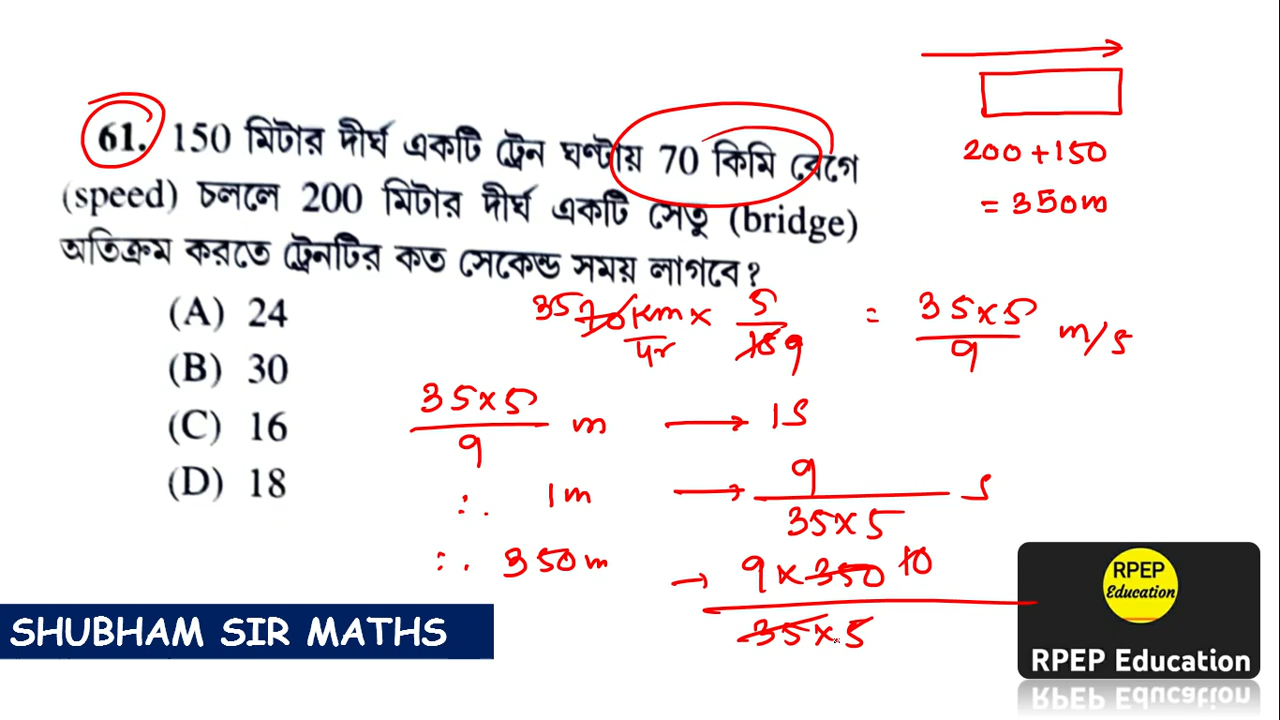 61. 150 মিটার দীর্ঘ একটি ট্রেন ঘণ্টায় 70 কিমি বেগে
(speed) চললে 200 মিটার দীর্ঘ একটি সেতু (bridge)
অতিক্রম করতে ট্রেনটির কত সেকেন্ড সময় লাগবে?
(A) 24
(B) 30
(C) 16
(D) 18
200 + 150
= 350m
35 70 km/hr × 5/18 9 = 35×5/9 m/s
35×5/9 m → 1s
∴ 1m → 9/35×5 s
∴ 350m → 9×350 10/35×5
SHUBHAM SIR MATHS
RPEP
Education
RPEP Education